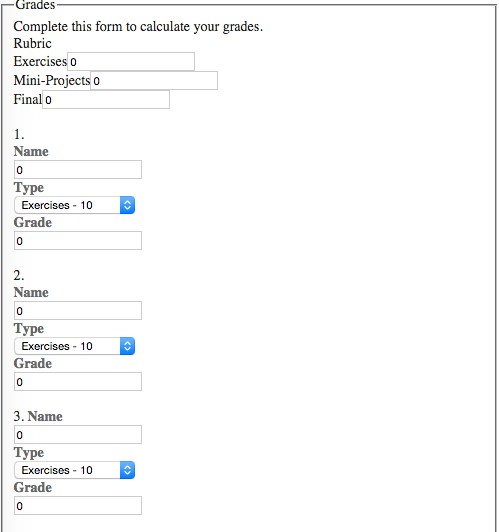 Grades
Complete this form to calculate your grades.
Rubric
Exercises 0
Mini-Projects 0
Final 0
1.
Name
0
Type
Exercises - 10
Grade
0
2.
Name
0
Type
Exercises - 10
Grade
0
3. Name
0
Type
Exercises - 10
Grade
0